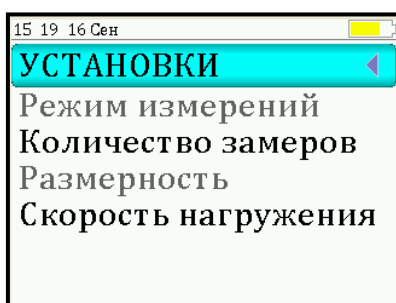 15 19 16 Сен
УСТАНОВКИ
Режим измерений
Количество замеров
Размерность
Скорость нагружения